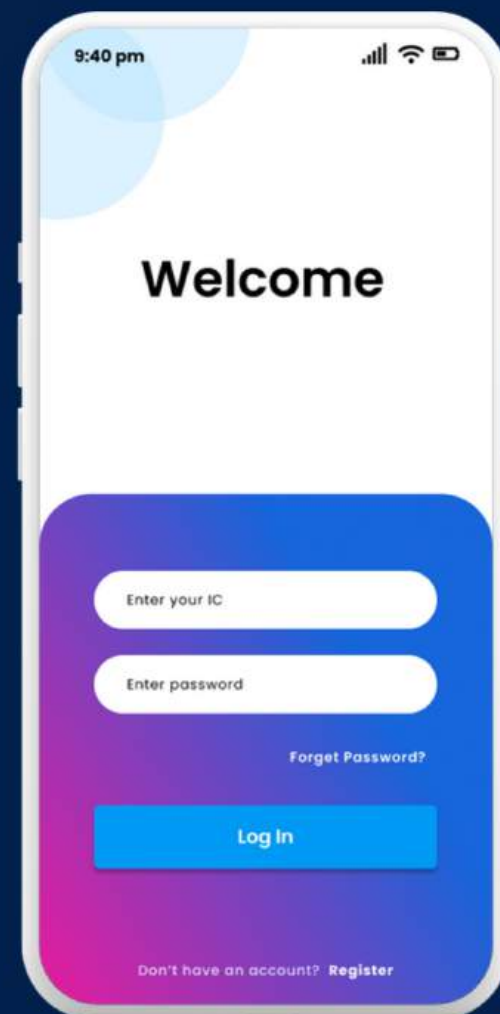 9:40 pm
Welcome
Enter your IC
Enter password
Forget Password?
Log In
Don't have an account? Register